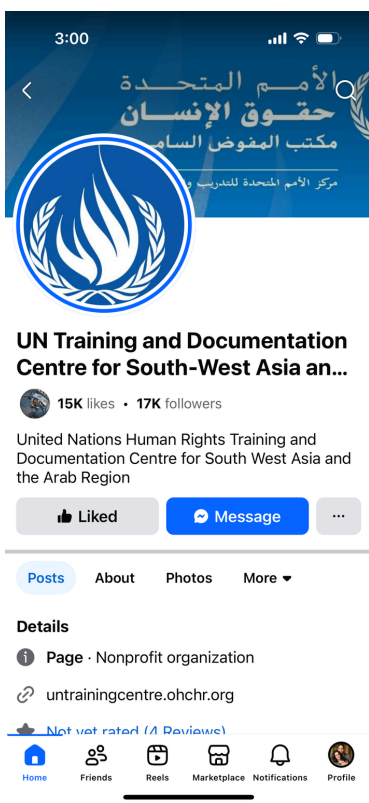 3:00
الأمم المتحدة
حقوق الإنسان
مكتب المفوض السام
مركز الأمم المتحدة للتدريب
UN Training and Documentation
Centre for South-West Asia an...
15K likes • 17K followers
United Nations Human Rights Training and
Documentation Centre for South West Asia and
the Arab Region
Liked
Message
...
Posts About Photos More
Details
Page · Nonprofit organization
untrainingcentre.ohchr.org
Not yet rated (4 Reviews)
Home Friends Reels Marketplace Notifications Profile